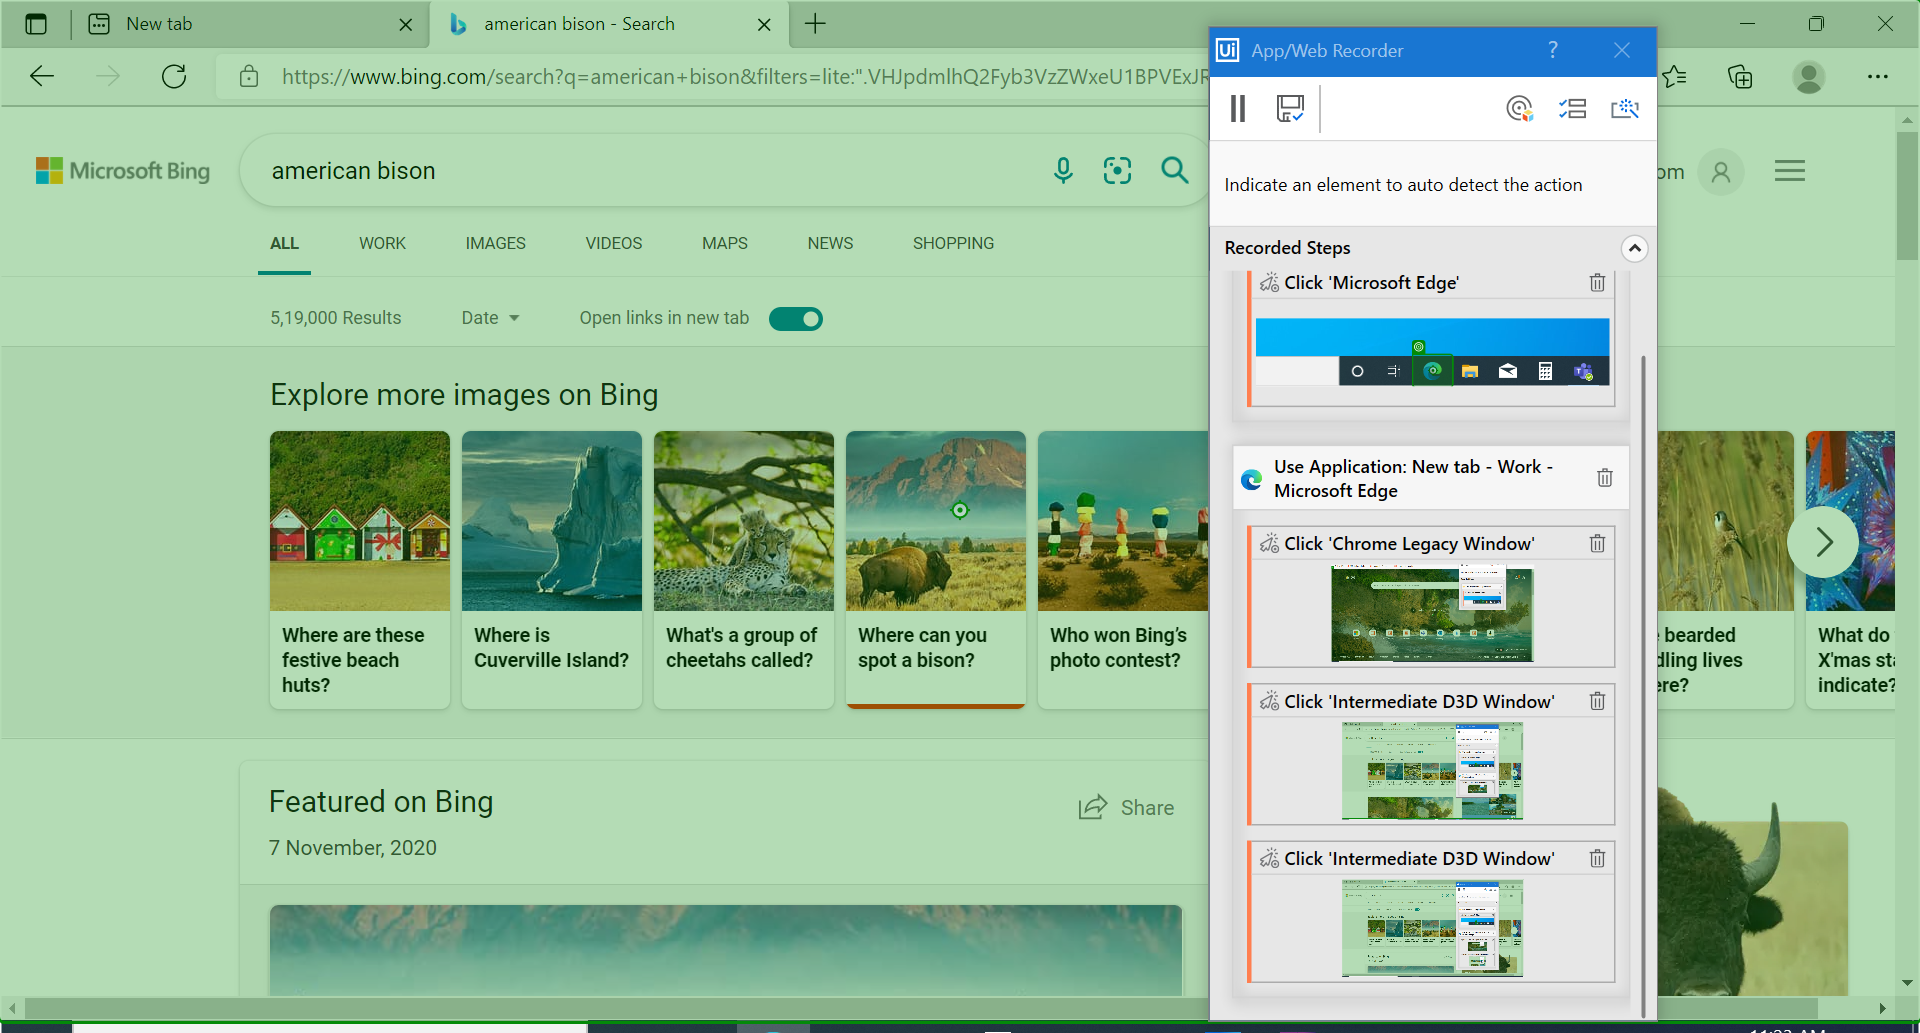 New tab
american bison - Search
https://www.bing.com/search?q=american+bison&filters=lite:".VHJpdmlhQ2Fyb3VzZWxeU1BPVExJR
Microsoft Bing
american bison
om
ALL WORK IMAGES VIDEOS MAPS NEWS SHOPPING
5,19,000 Results Date Open links in new tab
Explore more images on Bing
Where are these
festive beach
huts?
Where is
Cuverville Island?
What's a group of
cheetahs called?
Where can you
spot a bison?
Who won Bing's
photo contest?
bearded
dling lives
ere?
What do
X'mas sta
indicate?
Featured on Bing
Share
7 November, 2020
Ui App/Web Recorder ?
Indicate an element to auto detect the action
Recorded Steps
Click 'Microsoft Edge'
Use Application: New tab - Work -
Microsoft Edge
Click 'Chrome Legacy Window'
Click 'Intermediate D3D Window'
Click 'Intermediate D3D Window'